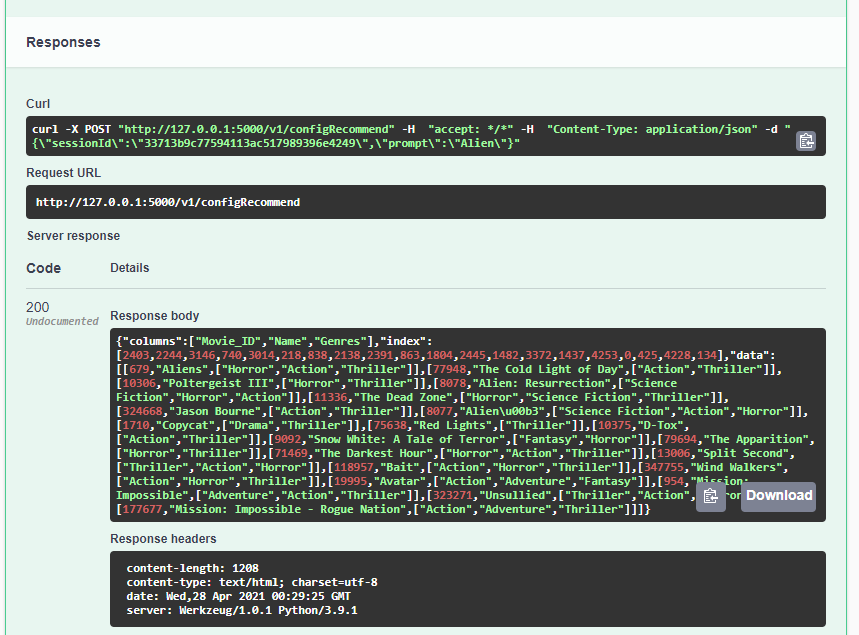 Responses
Curl
curl -X POST "http://127.0.0.1:5000/v1/configRecommend" -H  "accept: */*" -H  "Content-Type: application/json" -d "
{\"sessionId\":\"33713b9c77594113ac517989396e4249\",\"prompt\":\"Alien\"}"
Request URL
http://127.0.0.1:5000/v1/configRecommend
Server response
Code Details
200
Undocumented
Response body
{"columns":["Movie_ID","Name","Genres"],"index":
[2403,2244,3146,740,3014,218,838,2138,2391,863,1804,2445,1482,3372,1437,4253,0,425,4228,134],"data":
[[679,"Aliens",["Horror","Action","Thriller"]],[77948,"The Cold Light of Day",["Action","Thriller"]],
[10306,"Poltergeist III",["Horror","Thriller"]],[8078,"Alien: Resurrection",["Science
Fiction","Horror","Action"]],[11336,"The Dead Zone",["Horror","Science Fiction","Thriller"]],
[324668,"Jason Bourne",["Action","Thriller"]],[8077,"Alien\u00b3",["Science Fiction","Action","Horror"]],
[1710,"Copycat",["Drama","Thriller"]],[75638,"Red Lights",["Thriller"]],[10375,"D-Tox",
["Action","Thriller"]],[9092,"Snow White: A Tale of Terror",["Fantasy","Horror"]],[79694,"The Apparition",
["Horror","Thriller"]],[71469,"The Darkest Hour",["Horror","Action","Thriller"]],[13006,"Split Second",
["Thriller","Action","Horror"]],[118957,"Bait",["Action","Horror","Thriller"]],[347755,"Wind Walkers",
["Action","Horror","Thriller"]],[19995,"Avatar",["Action","Adventure","Fantasy"]],[954,"Mission:
Impossible",["Adventure","Action","Thriller"]],[323271,"Unsullied",["Thriller","Action",
[177677,"Mission: Impossible - Rogue Nation",["Action","Adventure","Thriller"]]]}
Download
Response headers
content-length: 1208
content-type: text/html; charset=utf-8
date: Wed,28 Apr 2021 00:29:25 GMT
server: Werkzeug/1.0.1 Python/3.9.1